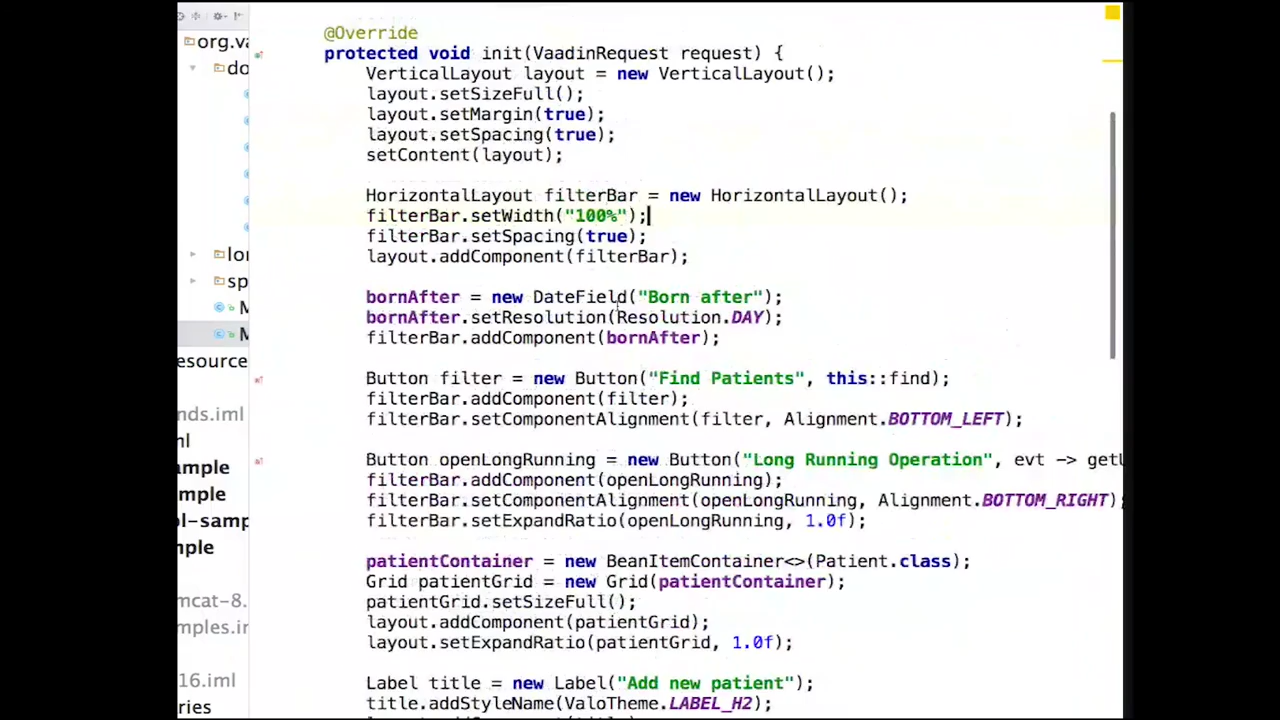 org.va
do
lon
sp
M
M
esource
nds.iml
ml
ample
mple
ol-samp
nple
mcat-8.
mples.in
16.iml
ries
@Override
protected void init(VaadinRequest request) {
VerticalLayout layout = new VerticalLayout();
layout.setSizeFull();
layout.setMargin(true);
layout.setSpacing(true);
setContent(layout);
HorizontalLayout filterBar = new HorizontalLayout();
filterBar.setWidth("100%");
filterBar.setSpacing(true);
layout.addComponent(filterBar);
bornAfter = new DateField("Born after");
bornAfter.setResolution(Resolution.DAY);
filterBar.addComponent(bornAfter);
Button filter = new Button("Find Patients", this::find);
filterBar.addComponent(filter);
filterBar.setComponentAlignment(filter, Alignment.BOTTOM_LEFT);
Button openLongRunning = new Button("Long Running Operation", evt -> getU
filterBar.addComponent(openLongRunning);
filterBar.setComponentAlignment(openLongRunning, Alignment.BOTTOM_RIGHT);
filterBar.setExpandRatio(openLongRunning, 1.0f);
patientContainer = new BeanItemContainer<>(Patient.class);
Grid patientGrid = new Grid(patientContainer);
patientGrid.setSizeFull();
layout.addComponent(patientGrid);
layout.setExpandRatio(patientGrid, 1.0f);
Label title = new Label("Add new patient");
title.addStyleName(ValoTheme.LABEL_H2);